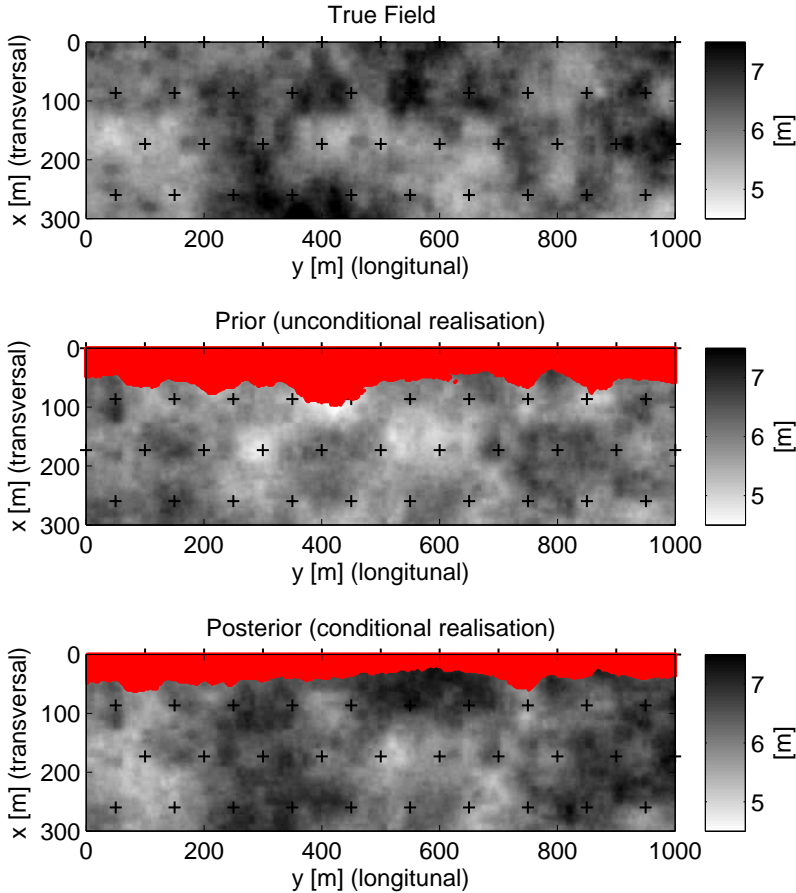 True Field
0
100
200
300
x [m] (transversal)
0 200 400 600 800 1000
y [m] (longitunal)
7
6
5
[m]
Prior (unconditional realisation)
0
100
200
300
x [m] (transversal)
0 200 400 600 800 1000
y [m] (longitunal)
7
6
5
[m]
Posterior (conditional realisation)
0
100
200
300
x [m] (transversal)
0 200 400 600 800 1000
y [m] (longitunal)
7
6
5
[m]